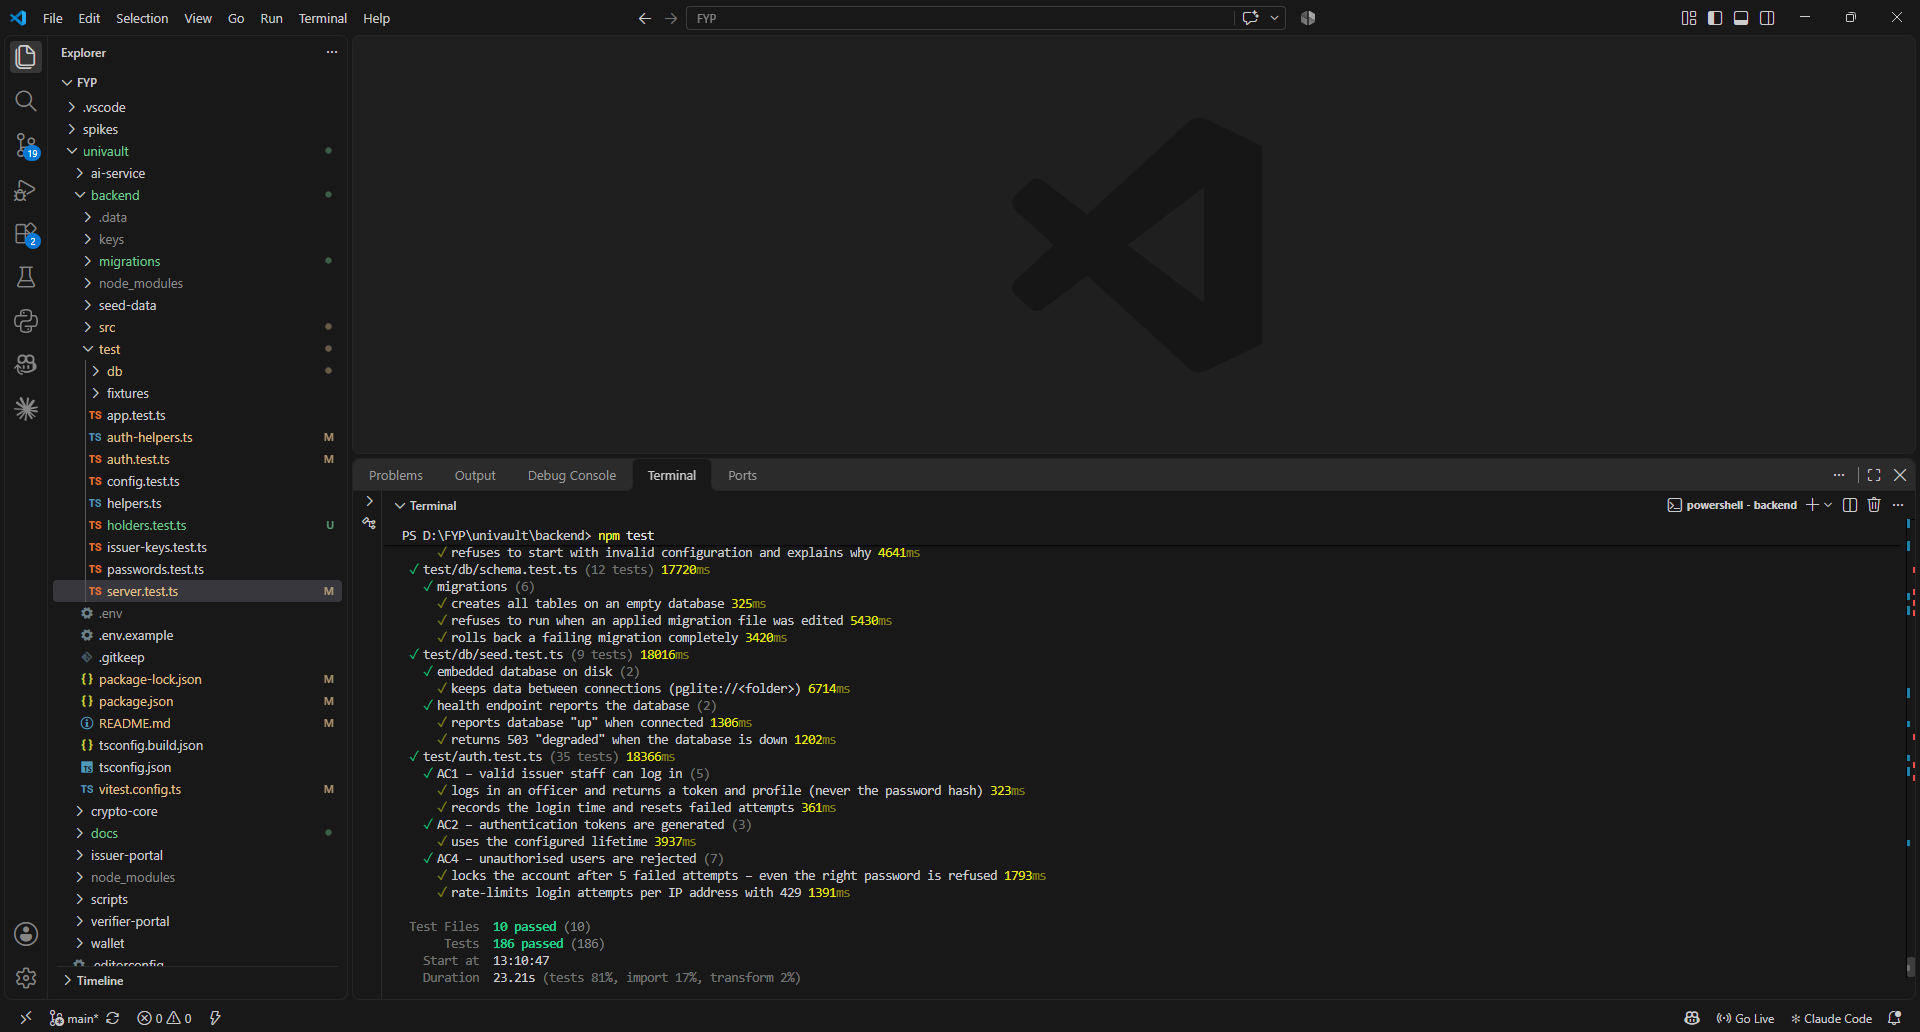 File Edit Selection View Go Run Terminal Help
FYP
Explorer
FYP
.vscode
spikes
univault
ai-service
backend
.data
keys
migrations
node_modules
seed-data
src
test
db
fixtures
TS app.test.ts
TS auth-helpers.ts M
TS auth.test.ts M
TS config.test.ts
TS helpers.ts
TS holders.test.ts U
TS issuer-keys.test.ts
TS passwords.test.ts
TS server.test.ts M
.env
.env.example
.gitkeep
{} package-lock.json M
{} package.json M
README.md M
{} tsconfig.build.json
tsconfig.json
TS vitest.config.ts M
crypto-core
docs
issuer-portal
node_modules
scripts
verifier-portal
wallet
.editorconfig
Timeline
19
2
Problems Output Debug Console Terminal Ports
Terminal
powershell - backend
PS D:\FYP\univault\backend> npm test
✓ refuses to start with invalid configuration and explains why 4641ms
✓ test/db/schema.test.ts (12 tests) 17720ms
✓ migrations (6)
✓ creates all tables on an empty database 325ms
✓ refuses to run when an applied migration file was edited 5430ms
✓ rolls back a failing migration completely 3420ms
✓ test/db/seed.test.ts (9 tests) 18016ms
✓ embedded database on disk (2)
✓ keeps data between connections (pglite://<folder>) 6714ms
✓ health endpoint reports the database (2)
✓ reports database "up" when connected 1306ms
✓ returns 503 "degraded" when the database is down 1202ms
✓ test/auth.test.ts (35 tests) 18366ms
✓ AC1 – valid issuer staff can log in (5)
✓ logs in an officer and returns a token and profile (never the password hash) 323ms
✓ records the login time and resets failed attempts 361ms
✓ AC2 – authentication tokens are generated (3)
✓ uses the configured lifetime 3937ms
✓ AC4 – unauthorised users are rejected (7)
✓ locks the account after 5 failed attempts – even the right password is refused 1793ms
✓ rate-limits login attempts per IP address with 429 1391ms
Test Files 10 passed (10)
Tests 186 passed (186)
Start at 13:10:47
Duration 23.21s (tests 81%, import 17%, transform 2%)
main* 0 0 Go Live Claude Code